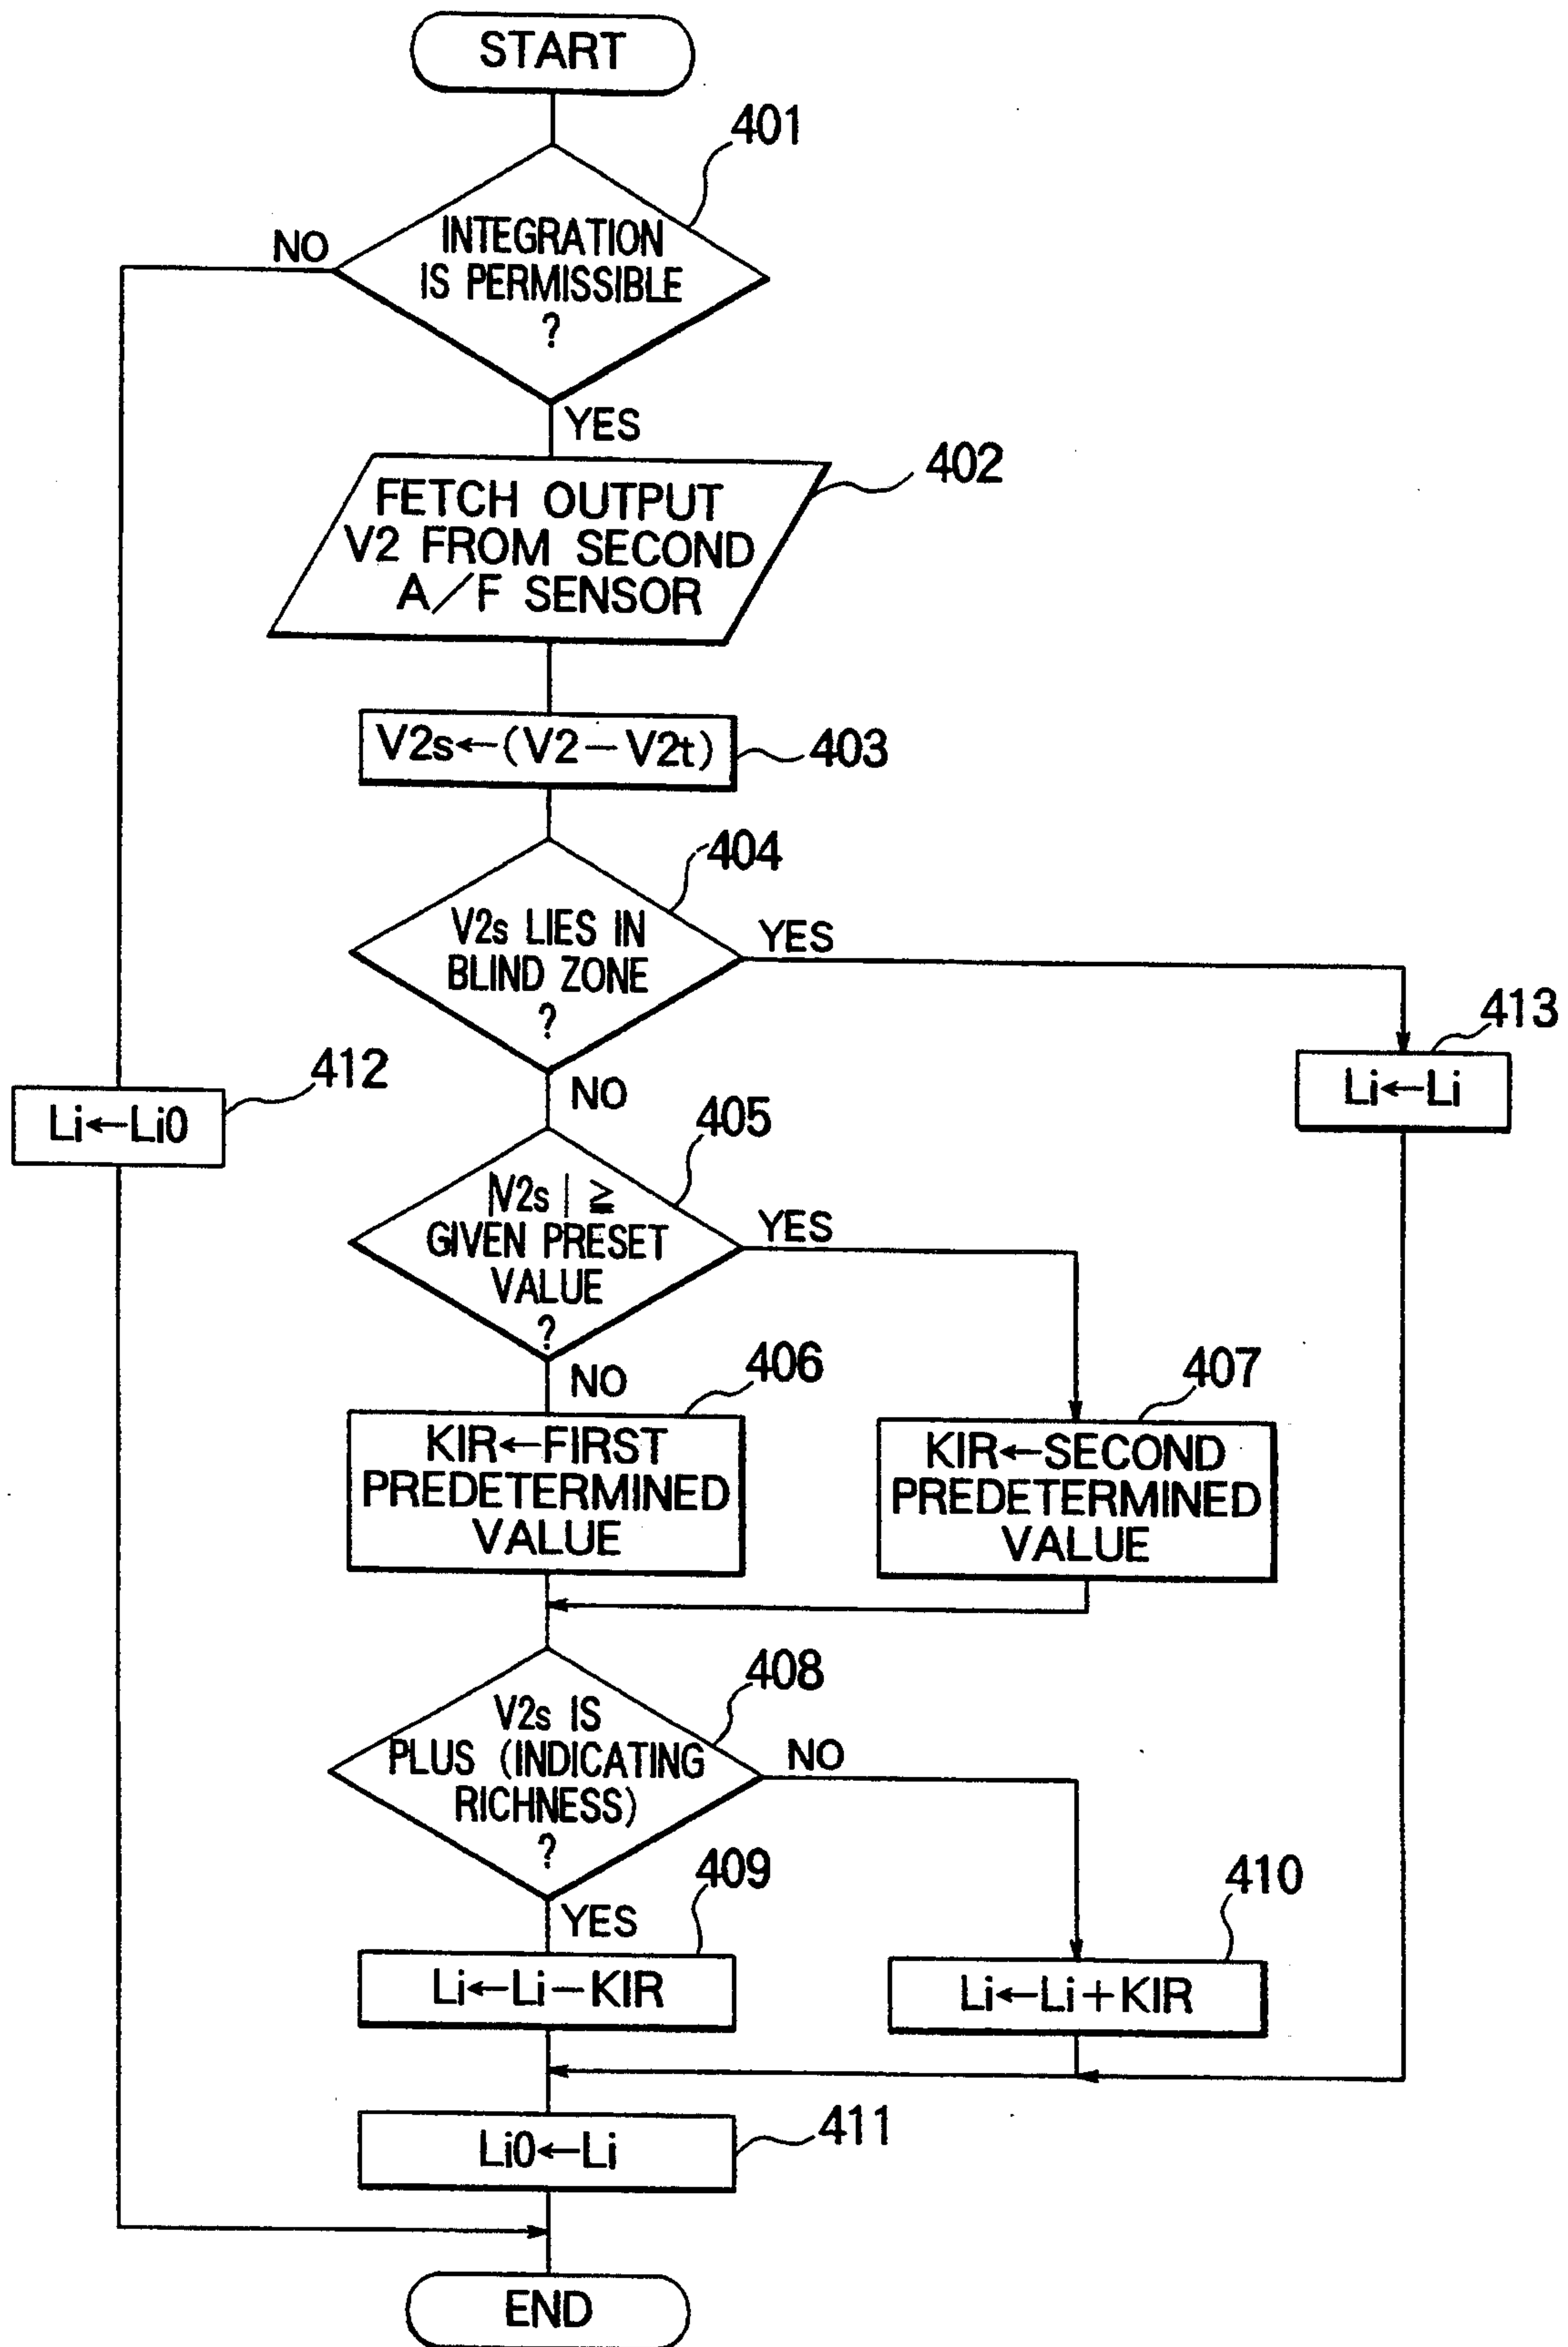 START
401
INTEGRATION
IS PERMISSIBLE
?
NO
YES
402
FETCH OUTPUT
V2 FROM SECOND
A/F SENSOR
V2s←(V2−V2t)
403
404
V2s LIES IN
BLIND ZONE
?
YES
NO
413
Li←Li
412
Li←Li0
405
|V2s| ≧
GIVEN PRESET
VALUE
?
YES
NO
406
KIR←FIRST
PREDETERMINED
VALUE
407
KIR←SECOND
PREDETERMINED
VALUE
408
V2s IS
PLUS (INDICATING
RICHNESS)
?
NO
YES
409
Li←Li−KIR
410
Li←Li+KIR
411
Li0←Li
END